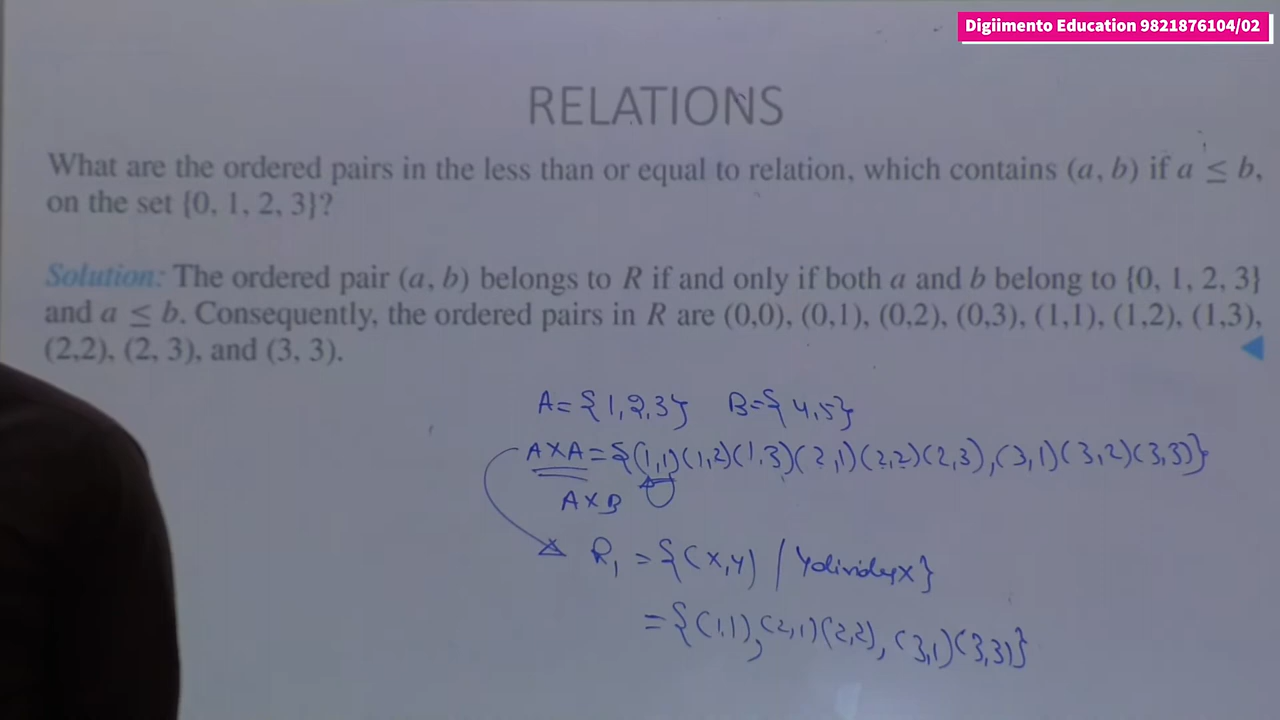 Digiimento Education 9821876104/02
RELATIONS
What are the ordered pairs in the less than or equal to relation, which contains (a, b) if a ≤ b,
on the set {0, 1, 2, 3}?
Solution: The ordered pair (a, b) belongs to R if and only if both a and b belong to {0, 1, 2, 3}
and a ≤ b. Consequently, the ordered pairs in R are (0,0), (0,1), (0,2), (0,3), (1,1), (1,2), (1,3),
(2,2), (2, 3), and (3, 3).
A = {1,2,3} B={4,5}
A×A={(1,1)(1,2)(1,3)(2,1)(2,2)(2,3),(3,1)(3,2)(3,3)}
A×B
R₁ = {(x,y) / y divides x}
= {(1,1),(2,1)(2,2),(3,1)(3,3)}